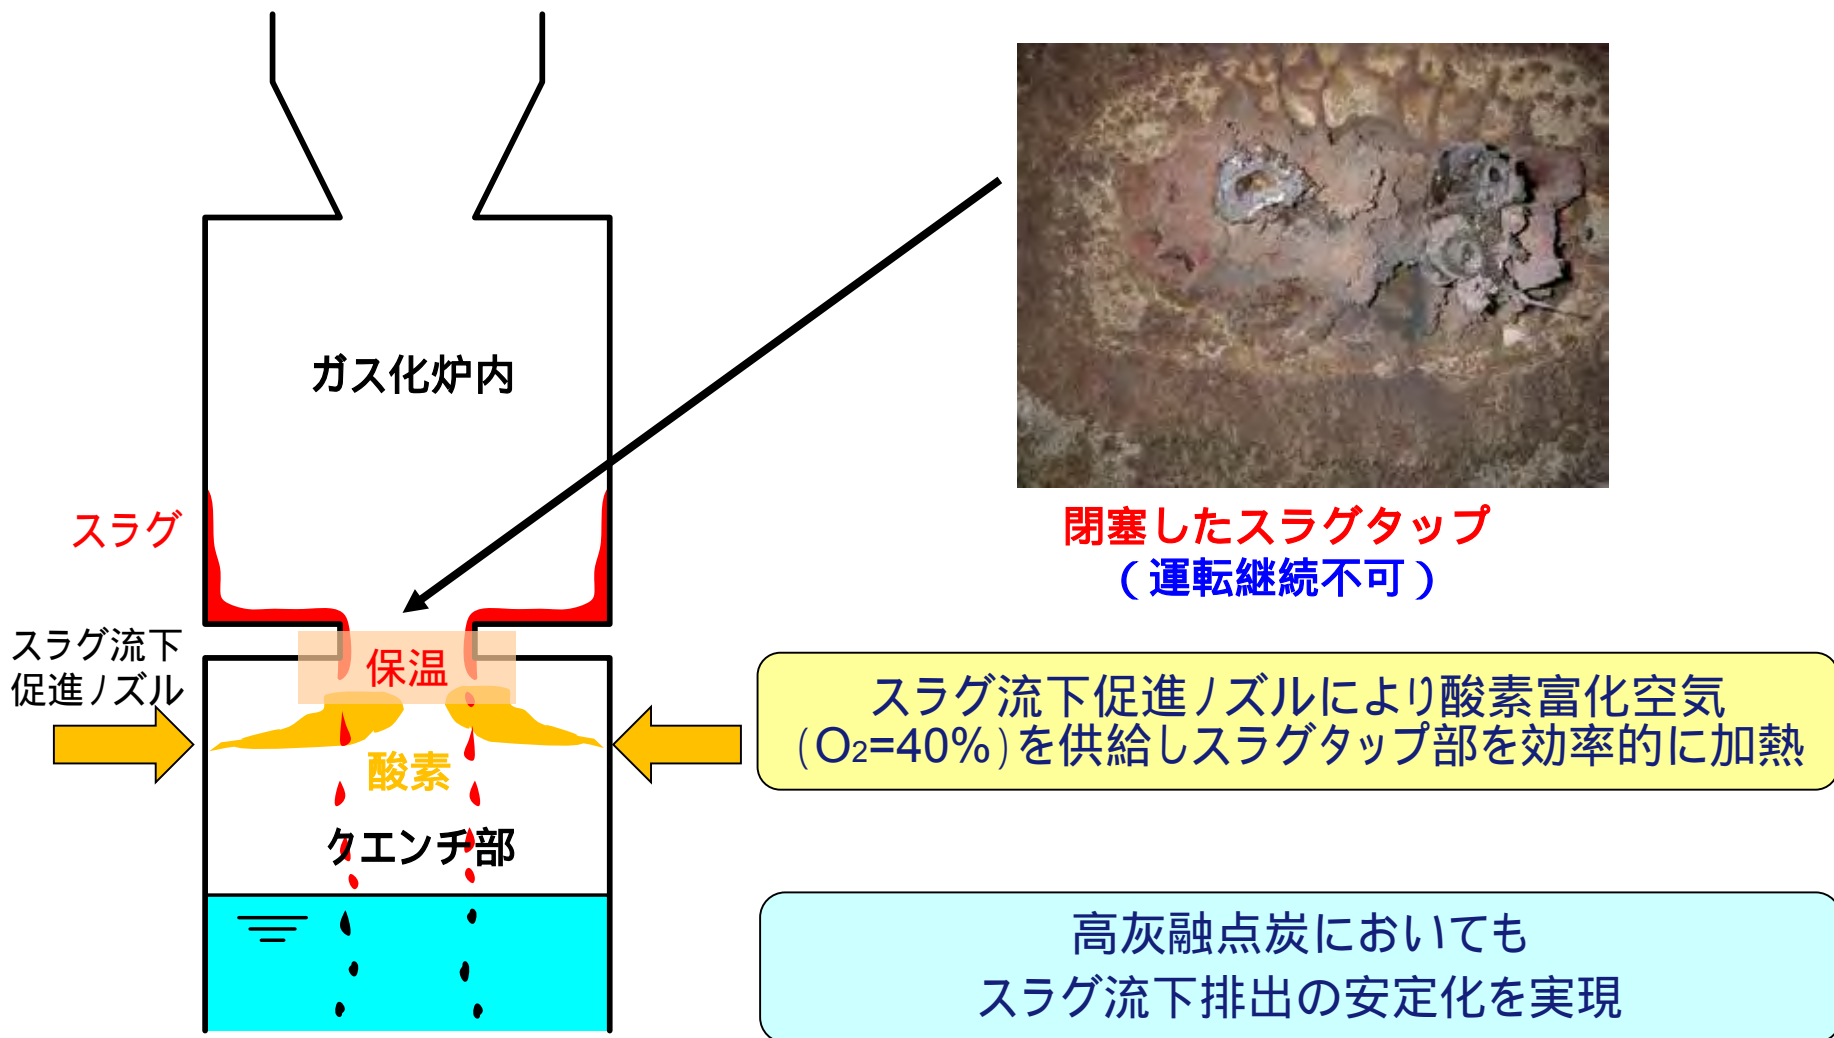 ガス化炉内
スラグ
閉塞したスラグタップ
（運転継続不可）
スラグ流下
促進ノズル
保温
スラグ流下促進ノズルにより酸素富化空気
(O₂=40%)を供給しスラグタップ部を効率的に加熱
酸素
クエンチ部
高灰融点炭においても
スラグ流下排出の安定化を実現